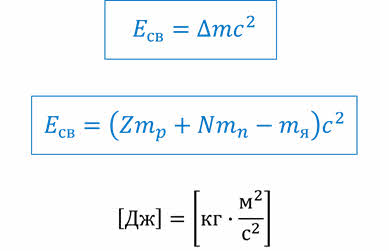 E_св = Δmc²
E_св = (Zm_p + Nm_n − m_я)c²
[Дж] = [кг · м²/с²]